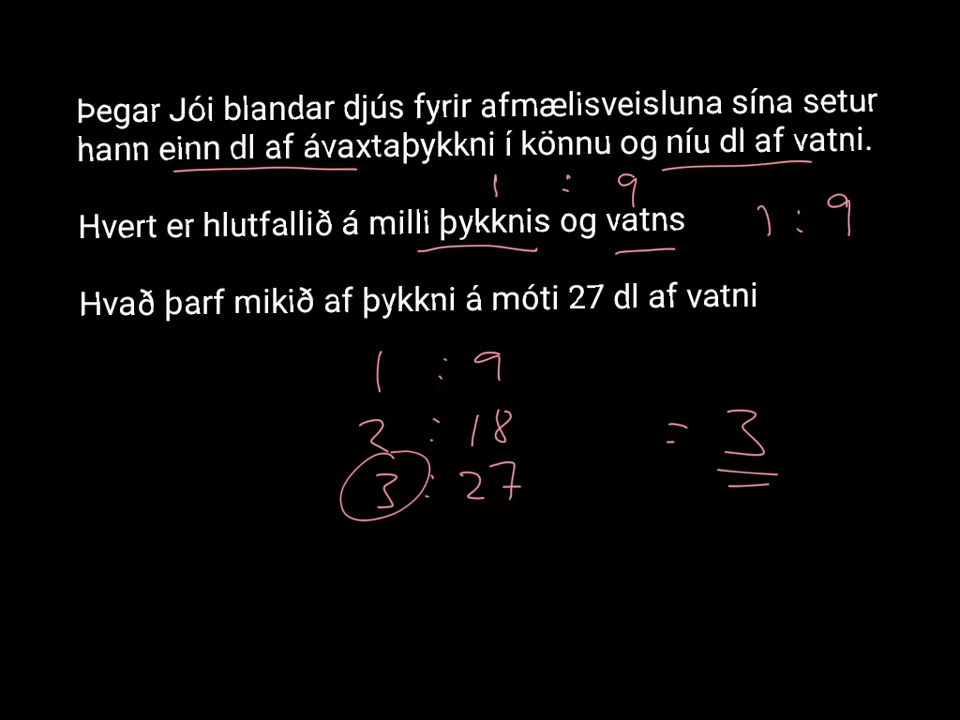 Þegar Jói blandar djús fyrir afmælisveisluna sína setur
hann einn dl af ávaxtaþykkni í könnu og níu dl af vatni.
1 : 9
Hvert er hlutfallið á milli þykknis og vatns 1 : 9
Hvað þarf mikið af þykkni á móti 27 dl af vatni
1 : 9
2 : 18 = 3
3 : 27